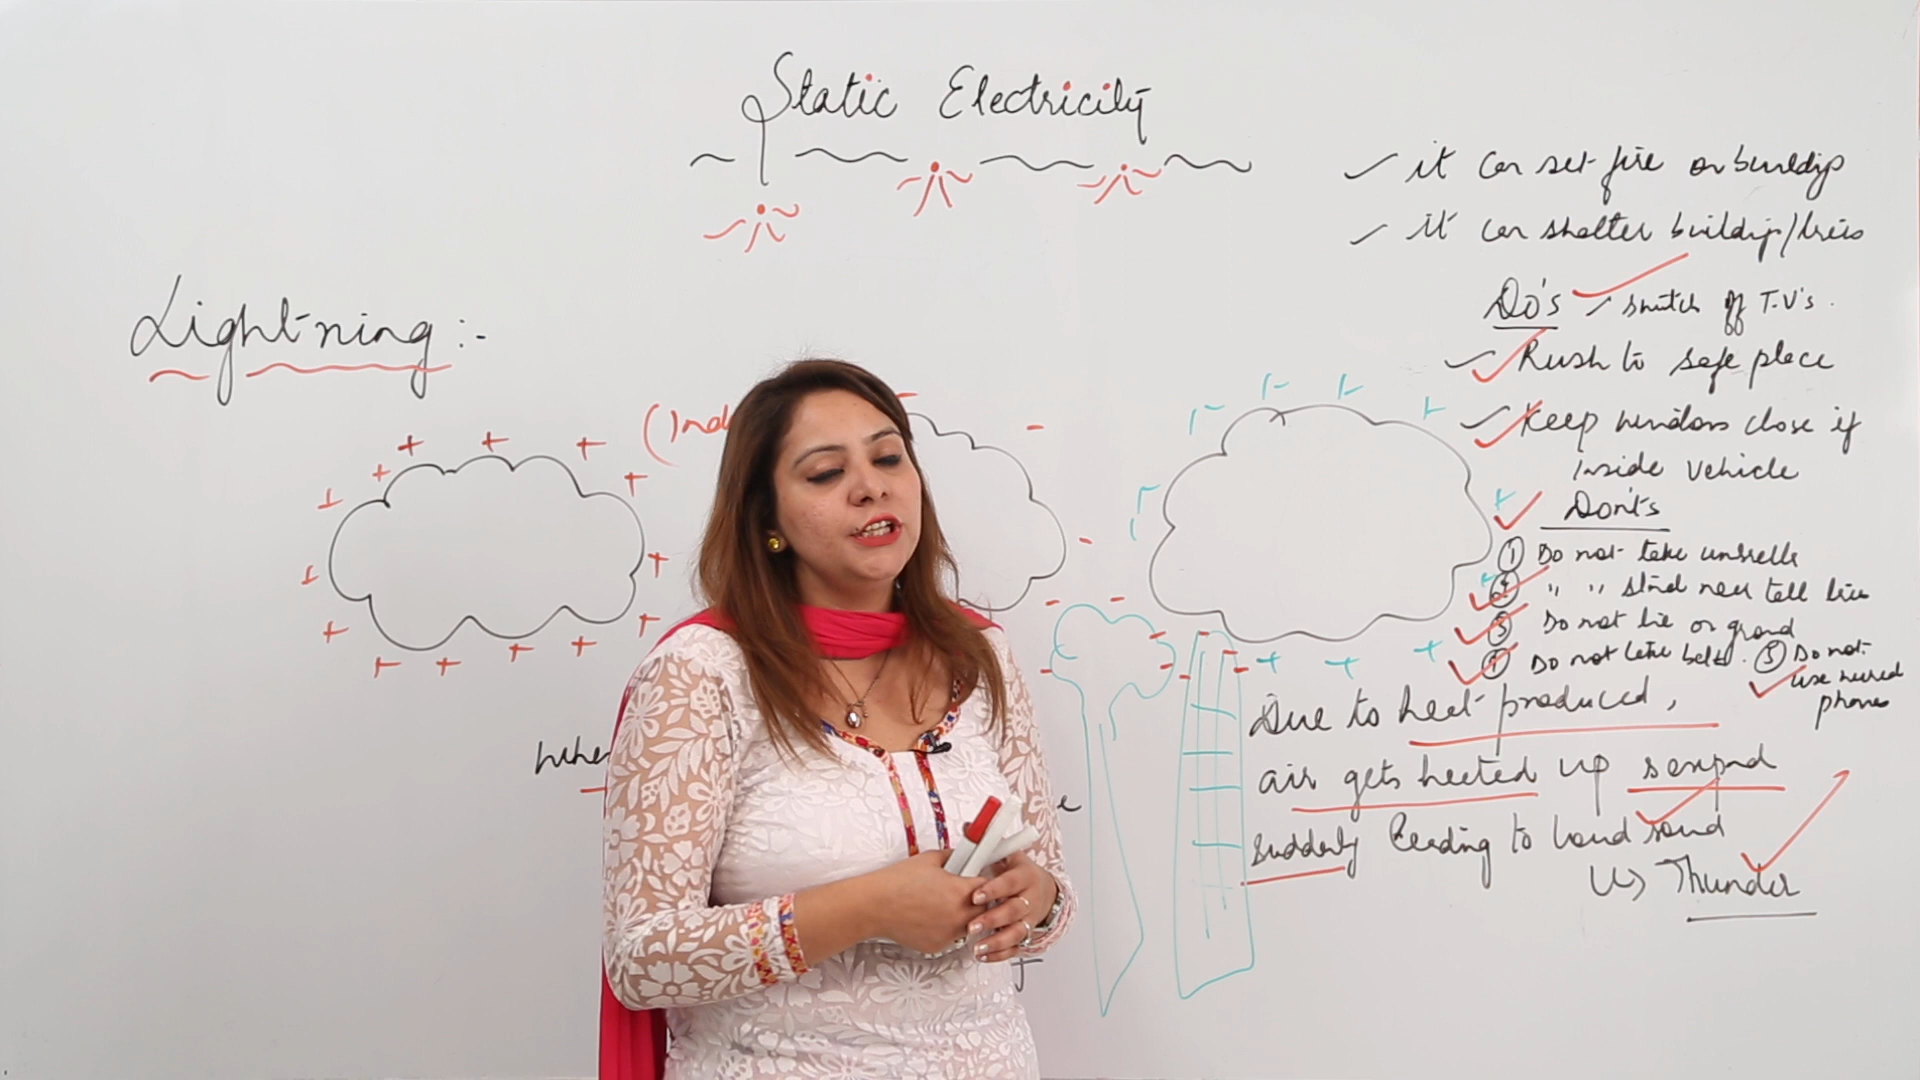 Static Electricity
Lightning :-
it can set fire on buildings
it can shatter buildings/trees
Do's switch off T.V's.
Rush to safe place
Keep windows close if
inside vehicle
Don'ts
① Do not take umbrella
② " " stand near tall trees
③ Do not lie on ground
④ Do not take bath. ⑤ Do not
use wired
phones
Due to heat produced,
air gets heated up
suddenly leading to loud sound
↳ Thunder